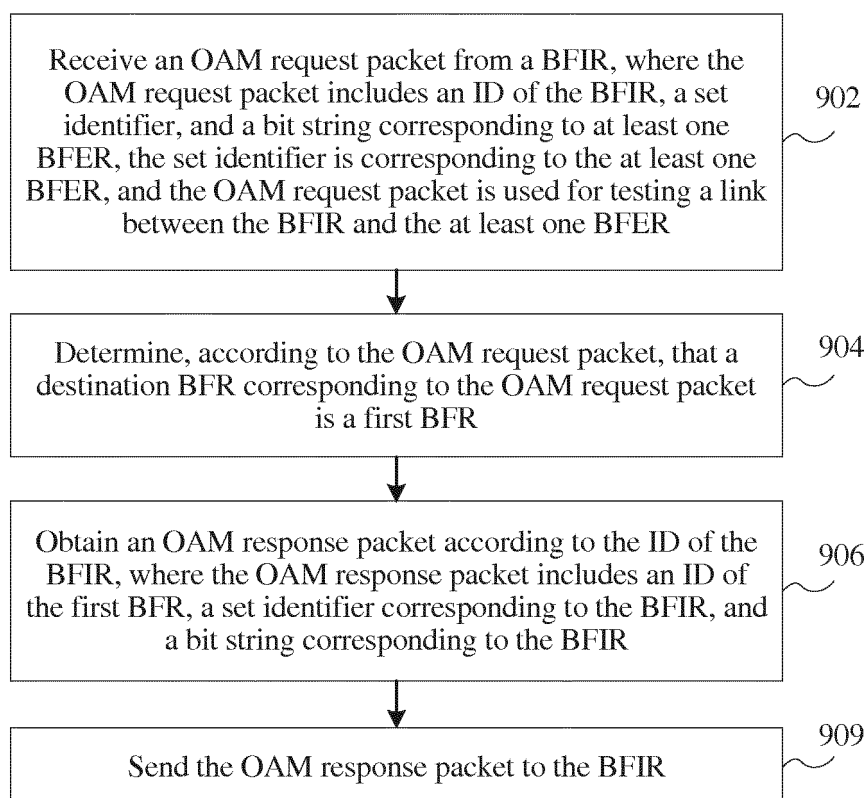 Receive an OAM request packet from a BFIR, where the
OAM request packet includes an ID of the BFIR, a set
identifier, and a bit string corresponding to at least one
BFER, the set identifier is corresponding to the at least one
BFER, and the OAM request packet is used for testing a link
between the BFIR and the at least one BFER
902
Determine, according to the OAM request packet, that a
destination BFR corresponding to the OAM request packet
is a first BFR
904
Obtain an OAM response packet according to the ID of the
BFIR, where the OAM response packet includes an ID of
the first BFR, a set identifier corresponding to the BFIR, and
a bit string corresponding to the BFIR
906
Send the OAM response packet to the BFIR
909